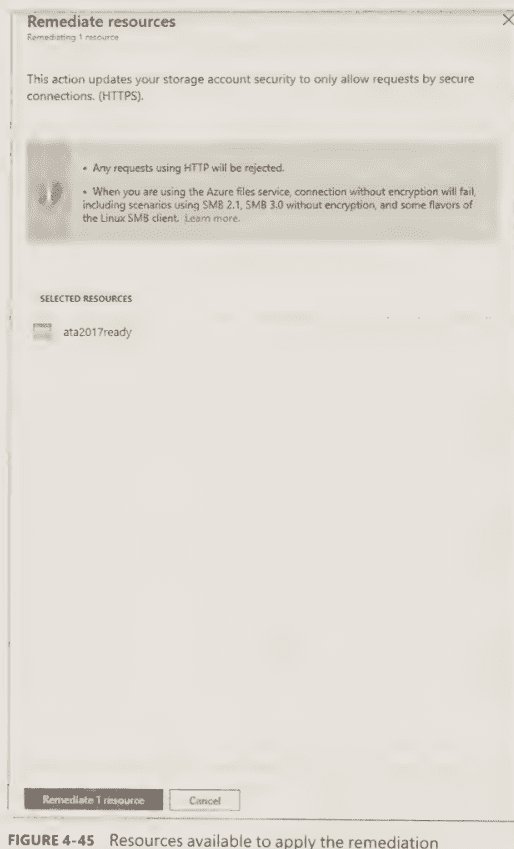 Remediate resources
Remediating 1 resource
This action updates your storage account security to only allow requests by secure
connections. (HTTPS).
• Any requests using HTTP will be rejected.
• When you are using the Azure files service, connection without encryption will fail,
including scenarios using SMB 2.1, SMB 3.0 without encryption, and some flavors of
the Linux SMB client. Learn more.
SELECTED RESOURCES
ata2017ready
Remediate 1 resource Cancel
FIGURE 4-45 Resources available to apply the remediation